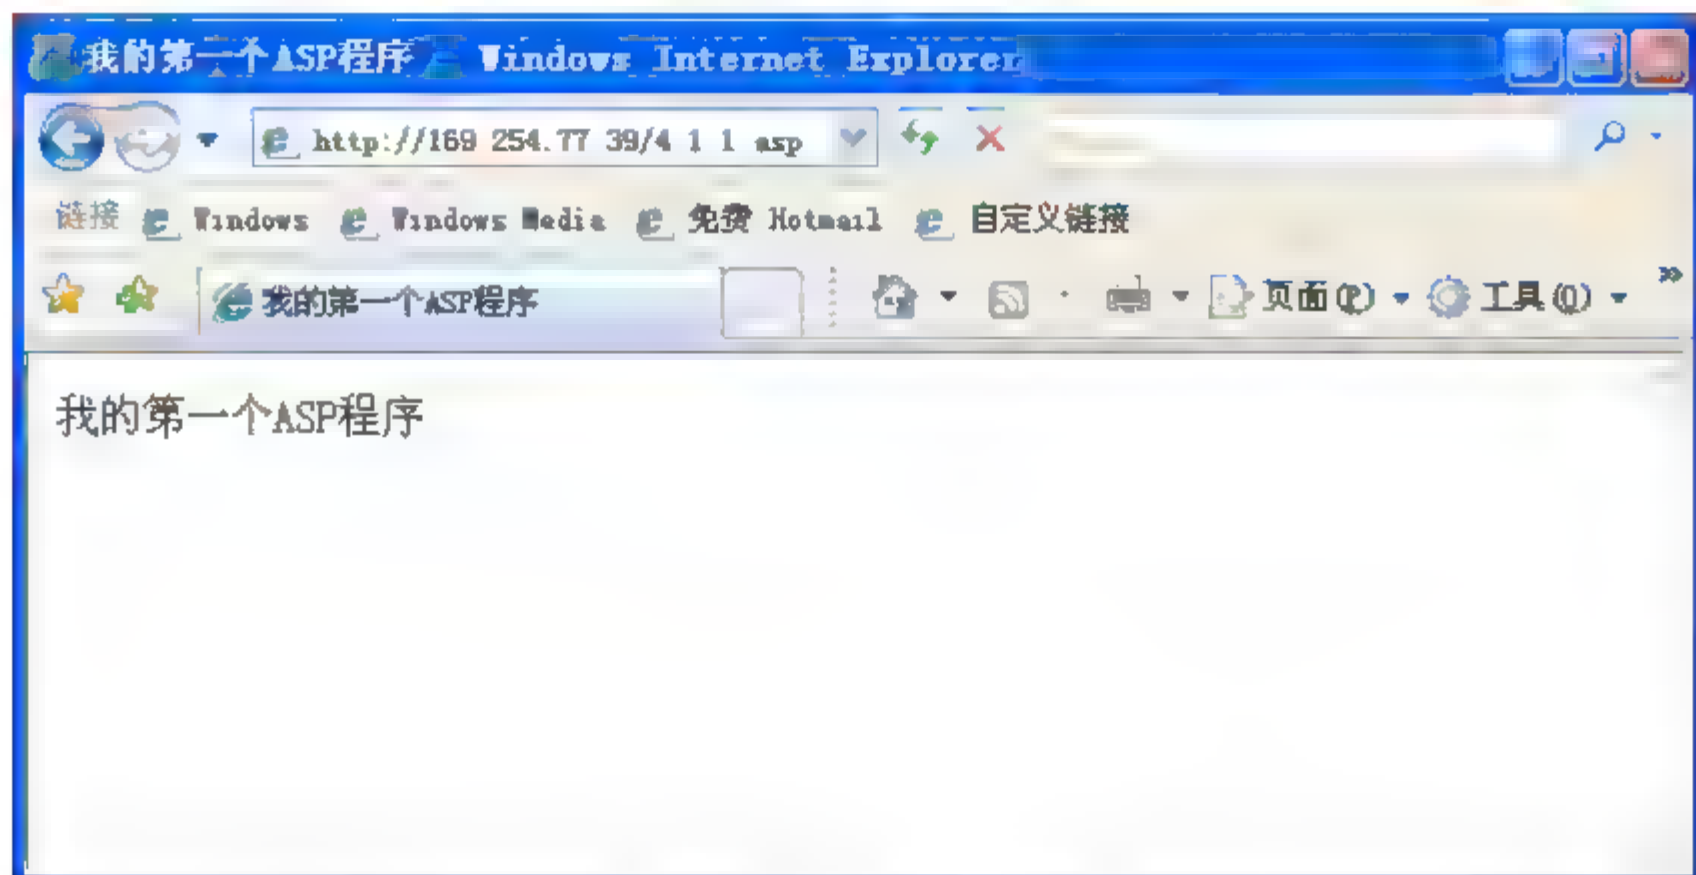 我的第一个ASP程序 - Windows Internet Explorer
http://169.254.77.39/4.1.1.asp
链接 Windows Windows Media 免费 Hotmail 自定义链接
我的第一个ASP程序 页面(P) 工具(O) »
我的第一个ASP程序